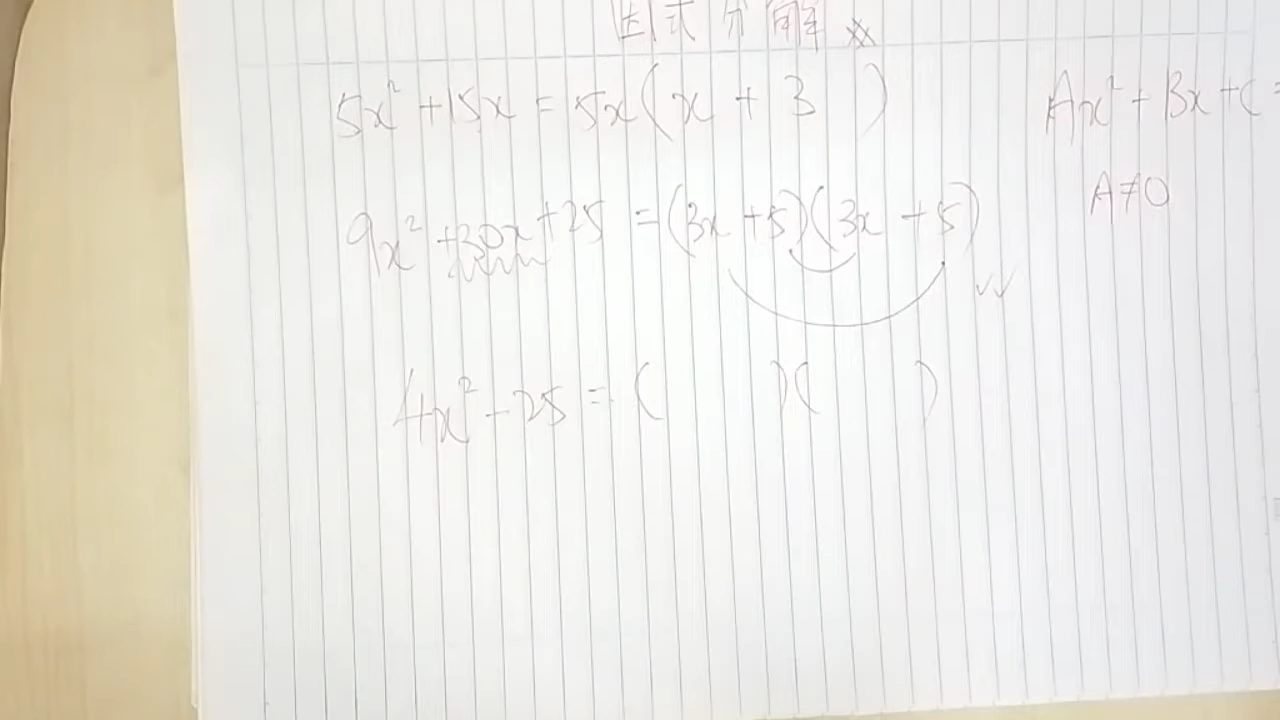 因式分解
5x² + 15x = 5x(x + 3)
Ax² + Bx + C =
A≠0
9x² +30x +25 = (3x +5)(3x +5)
4x² - 25 = ( )( )